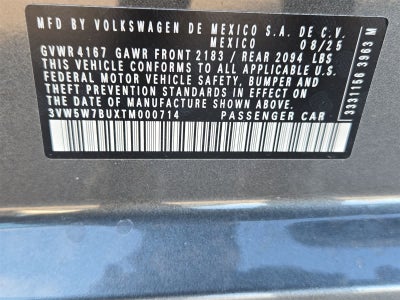 MFD BY VOLKSWAGEN DE MEXICO S.A. DE C.V.
MEXICO 08/25
GVWR 4167 GAWR FRONT 2183 / REAR 2094 LBS
THIS VEHICLE CONFORMS TO ALL APPLICABLE U.S.
FEDERAL MOTOR VEHICLE SAFETY, BUMPER AND
THEFT PREVENTION STANDARDS IN EFFECT ON
THE DATE OF MANUFACTURE SHOWN ABOVE.
3VW5W7BUXTM000714 PASSENGER CAR
3331166 3963 M